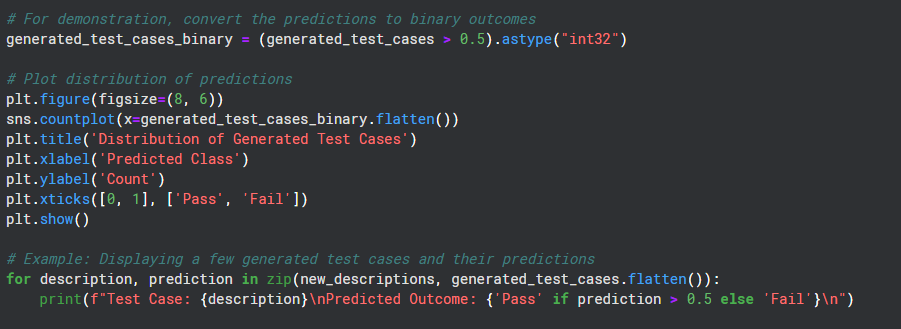 # For demonstration, convert the predictions to binary outcomes
generated_test_cases_binary = (generated_test_cases > 0.5).astype("int32")
# Plot distribution of predictions
plt.figure(figsize=(8, 6))
sns.countplot(x=generated_test_cases_binary.flatten())
plt.title('Distribution of Generated Test Cases')
plt.xlabel('Predicted Class')
plt.ylabel('Count')
plt.xticks([0, 1], ['Pass', 'Fail'])
plt.show()
# Example: Displaying a few generated test cases and their predictions
for description, prediction in zip(new_descriptions, generated_test_cases.flatten()):
    print(f"Test Case: {description}\nPredicted Outcome: {'Pass' if prediction > 0.5 else 'Fail'}\n")